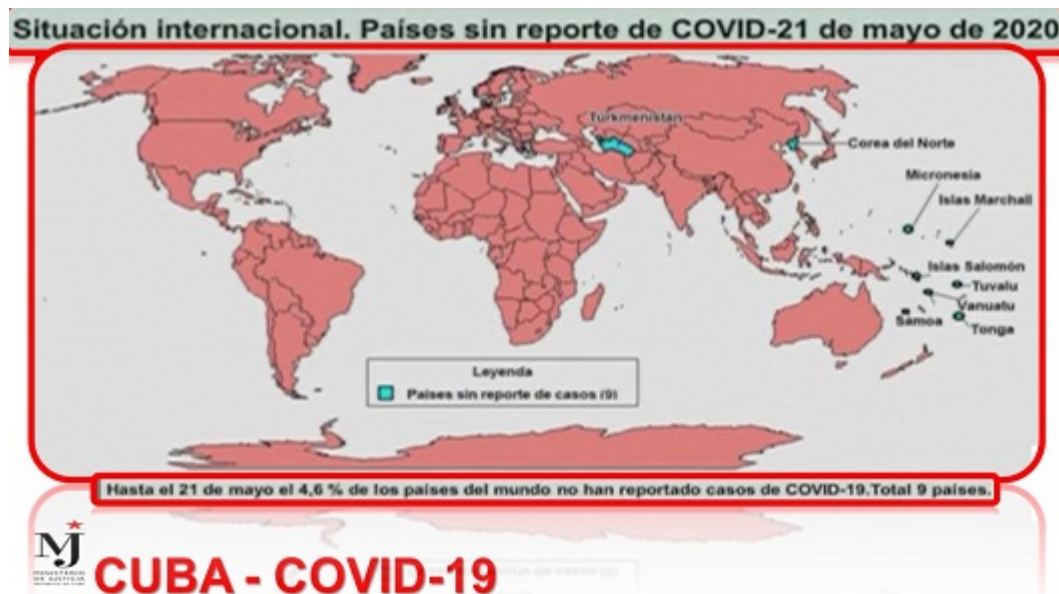 Situación internacional. Países sin reporte de COVID-21 de mayo de 2020
Turkmenistan
Corea del Norte
Micronesia
Islas Marchall
Islas Salomón
Tuvalu
Vanuatu
Samoa
Tonga
Leyenda
Países sin reporte de casos (9)
Hasta el 21 de mayo el 4,6 % de los países del mundo no han reportado casos de COVID-19.Total 9 países.
MJ
MINISTERIO
DE JUSTICIA
CUBA - COVID-19